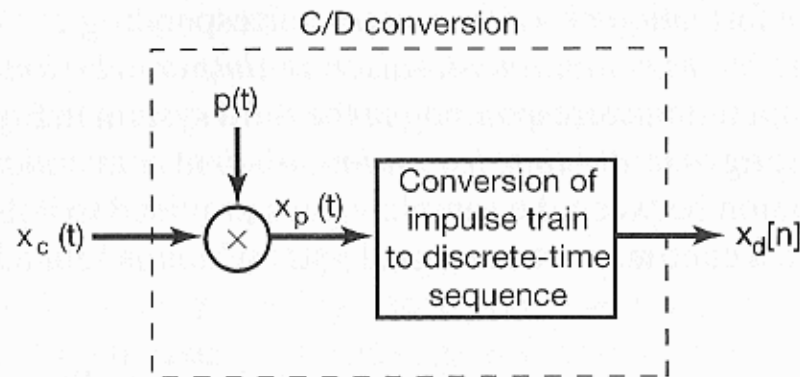 C/D conversion
p(t)
x_c (t)
×
x_p (t)
Conversion of
impulse train
to discrete-time
sequence
x_d[n]